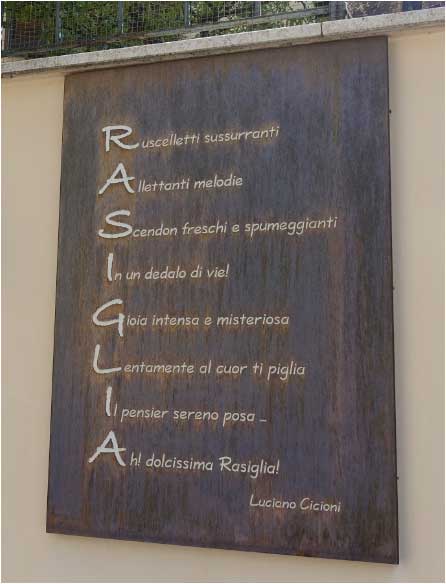 Ruscelletti sussurranti
Allettanti melodie
Scendon freschi e spumeggianti
In un dedalo di vie!
Gioia intensa e misteriosa
Lentamente al cuor ti piglia
Il pensier sereno posa ...
Ah! dolcissima Rasiglia!
Luciano Cicioni